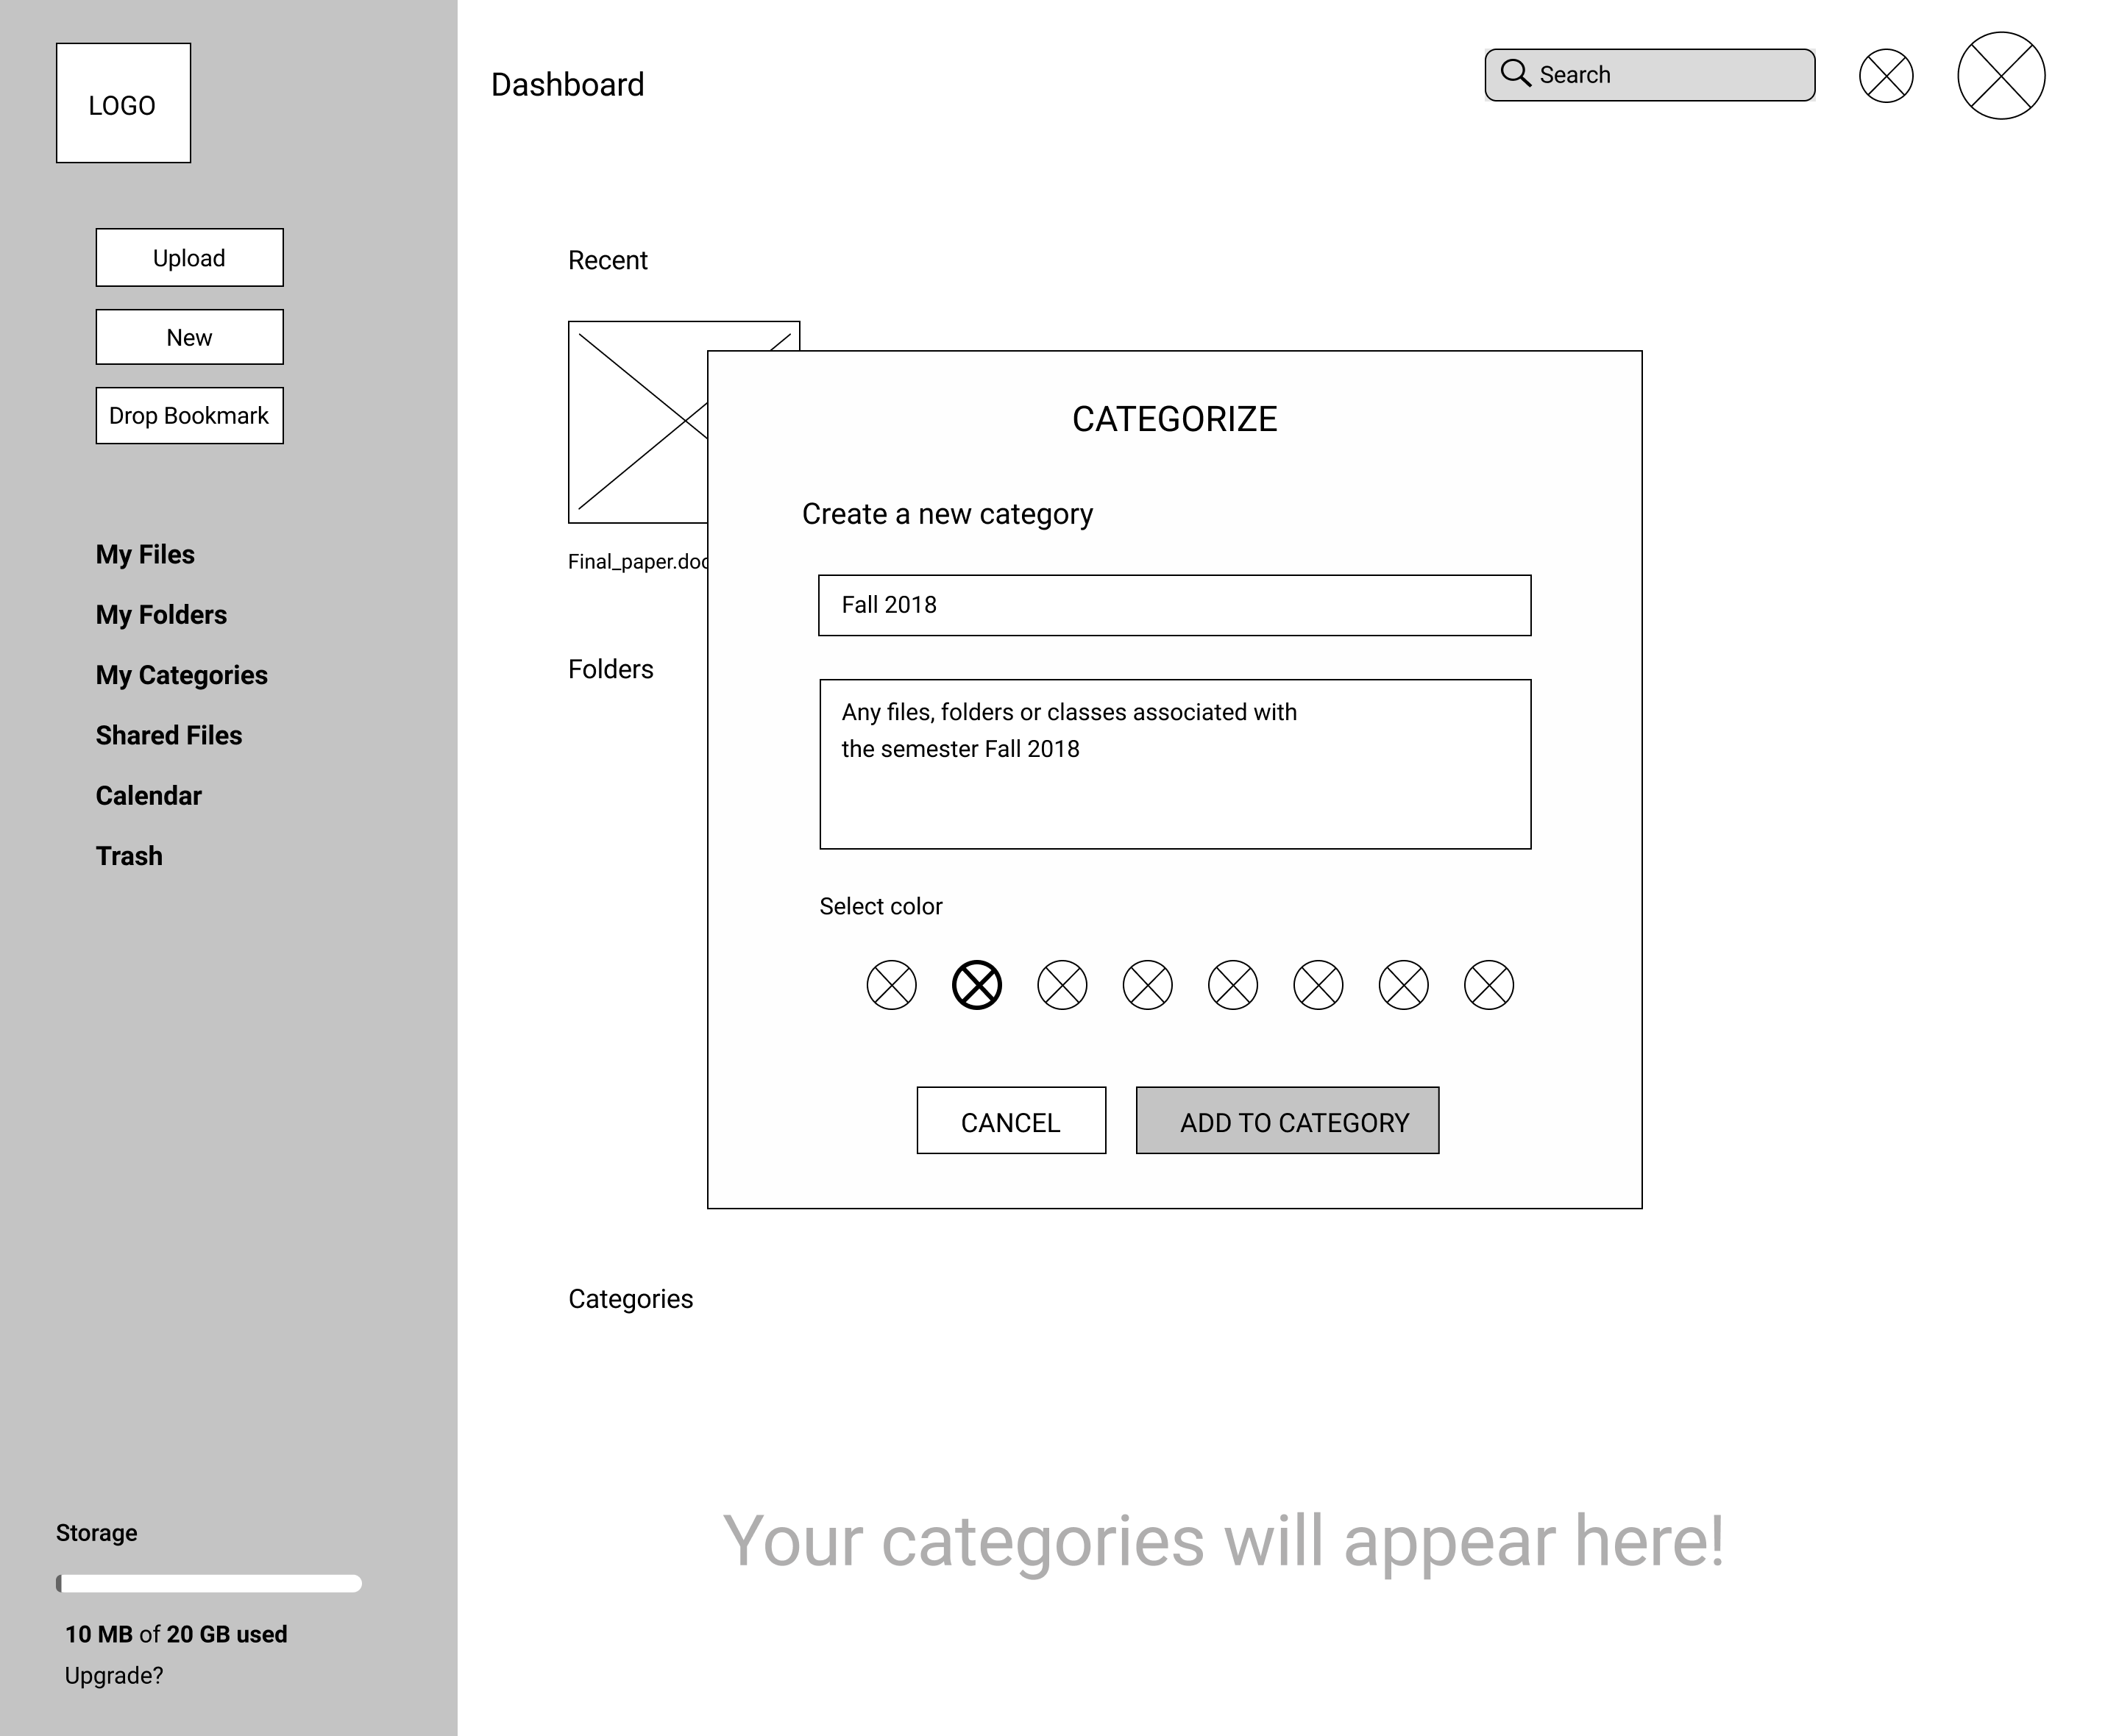 LOGO
Dashboard
Search
Upload
New
Drop Bookmark
My Files
My Folders
My Categories
Shared Files
Calendar
Trash
Storage
10 MB of 20 GB used
Upgrade?
Recent
Final_paper.doc
Folders
CATEGORIZE
Create a new category
Fall 2018
Any files, folders or classes associated with
the semester Fall 2018
Select color
CANCEL
ADD TO CATEGORY
Categories
Your categories will appear here!